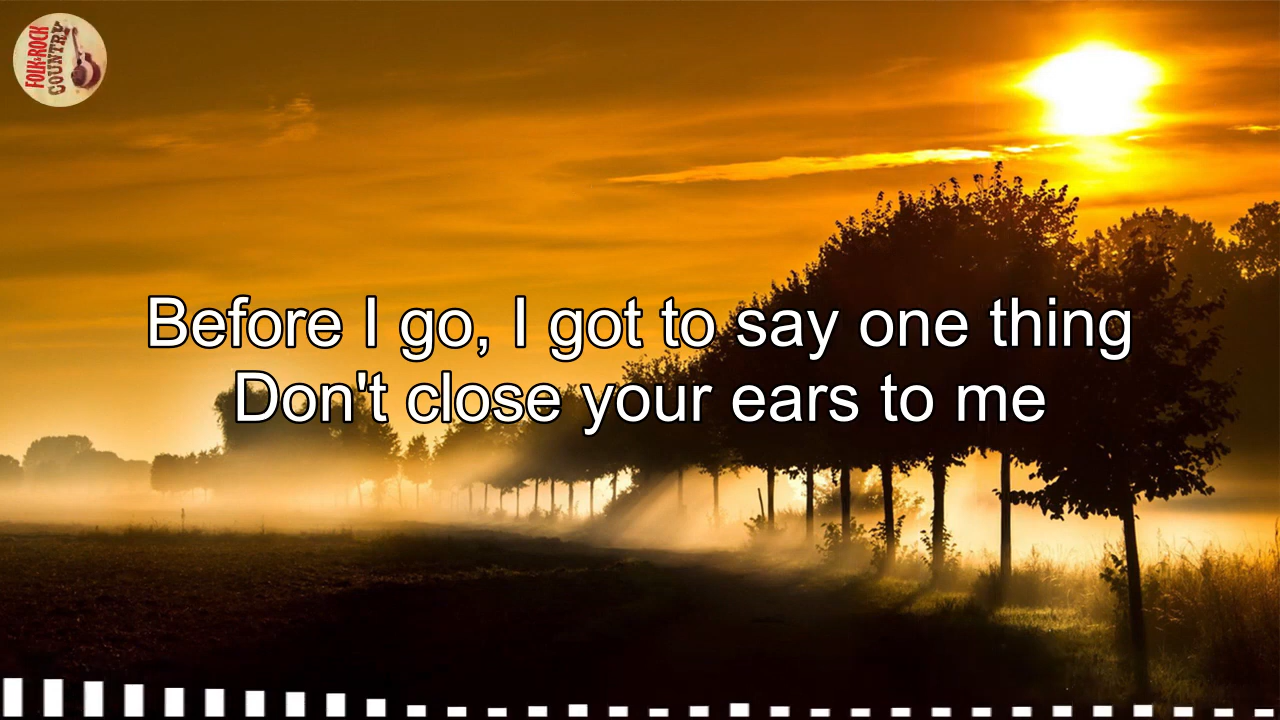 FOLK&ROCK
COUNTRY
Before I go, I got to say one thing
Don't close your ears to me